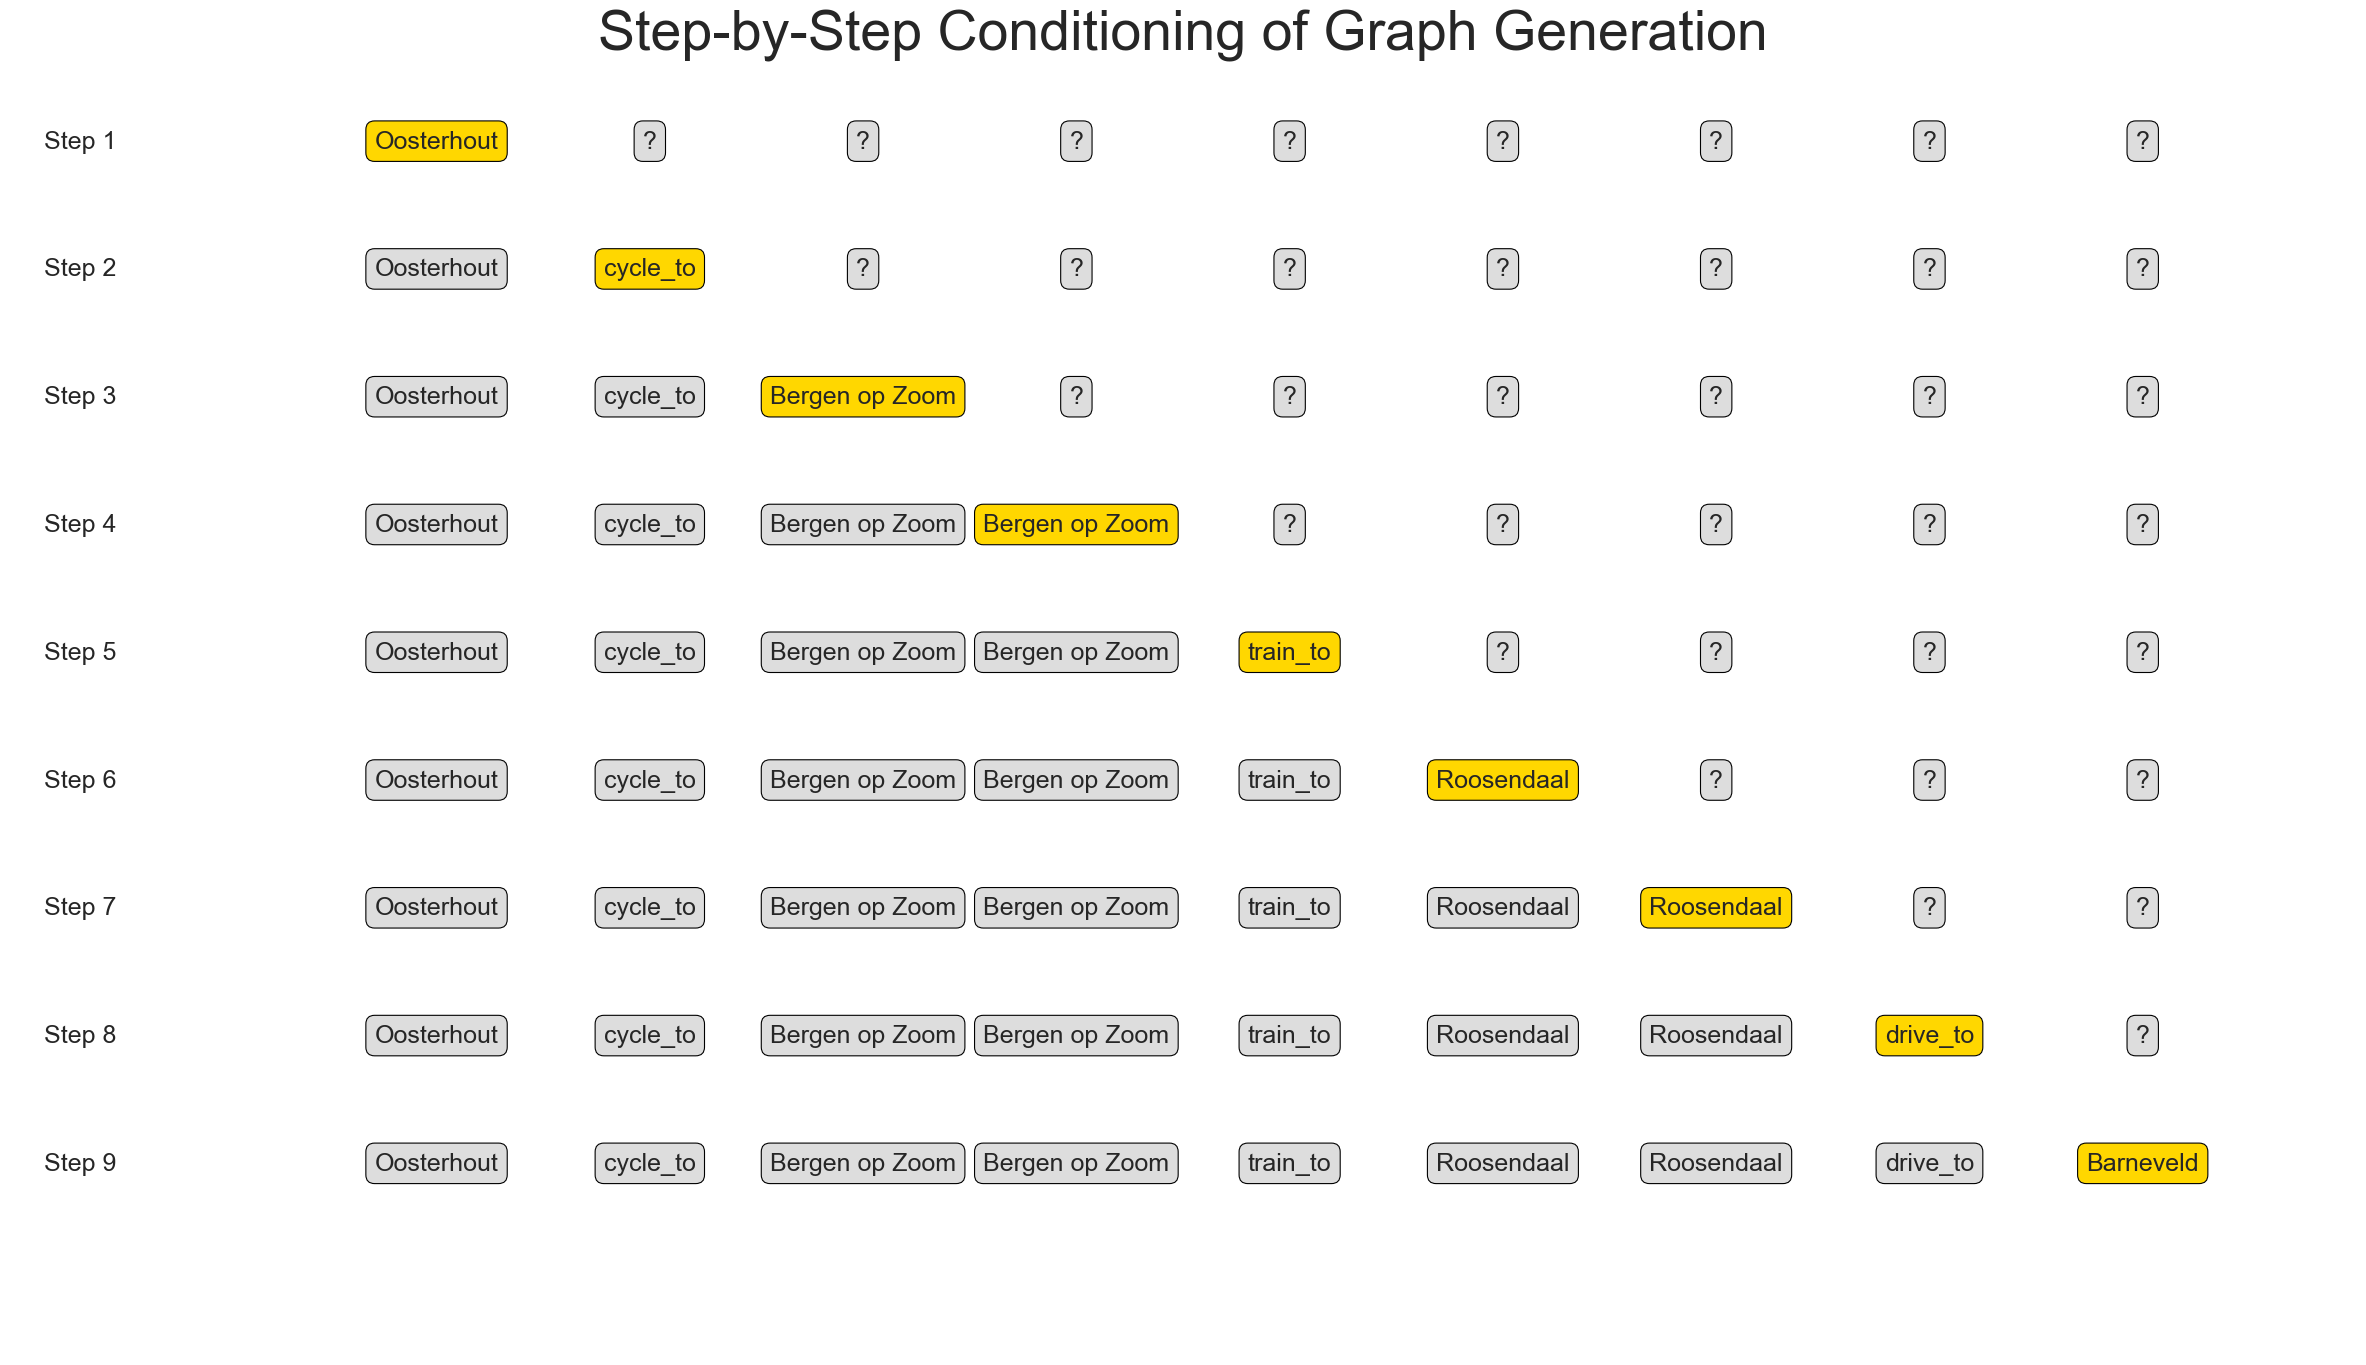 Step-by-Step Conditioning of Graph Generation
Step 1 Oosterhout ? ? ? ? ? ? ? ?
Step 2 Oosterhout cycle_to ? ? ? ? ? ? ?
Step 3 Oosterhout cycle_to Bergen op Zoom ? ? ? ? ? ?
Step 4 Oosterhout cycle_to Bergen op Zoom Bergen op Zoom ? ? ? ? ?
Step 5 Oosterhout cycle_to Bergen op Zoom Bergen op Zoom train_to ? ? ? ?
Step 6 Oosterhout cycle_to Bergen op Zoom Bergen op Zoom train_to Roosendaal ? ? ?
Step 7 Oosterhout cycle_to Bergen op Zoom Bergen op Zoom train_to Roosendaal Roosendaal ? ?
Step 8 Oosterhout cycle_to Bergen op Zoom Bergen op Zoom train_to Roosendaal Roosendaal drive_to ?
Step 9 Oosterhout cycle_to Bergen op Zoom Bergen op Zoom train_to Roosendaal Roosendaal drive_to Barneveld